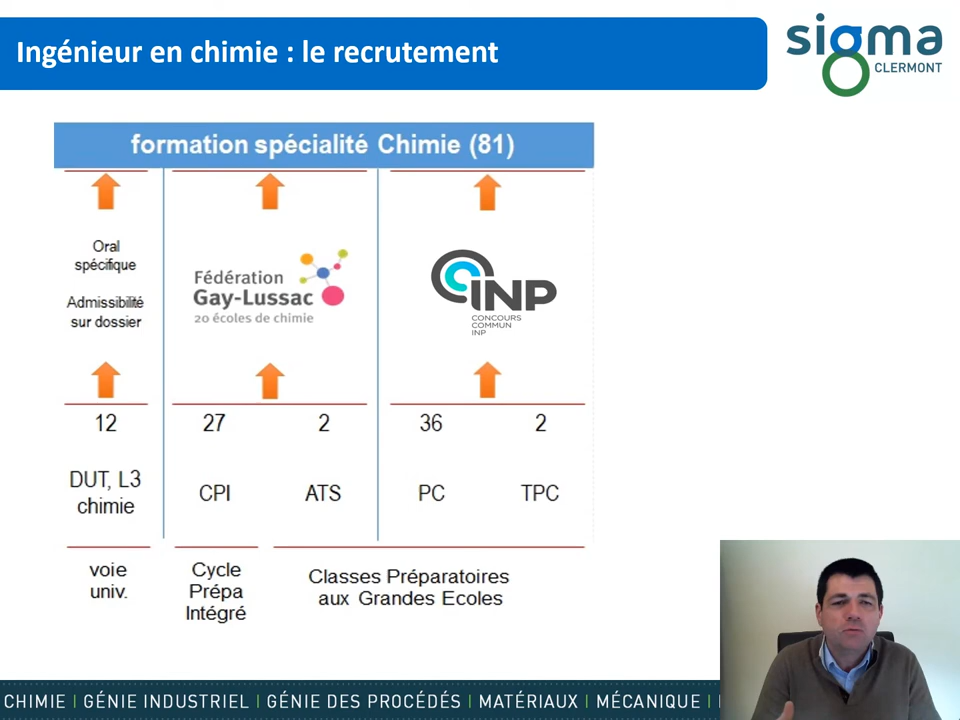 Ingénieur en chimie : le recrutement
sigma
CLERMONT
formation spécialité Chimie (81)
Oral
spécifique
Admissibilité
sur dossier
Fédération
Gay-Lussac
20 écoles de chimie
INP
CONCOURS
COMMUN
INP
12
27
2
36
2
DUT, L3
chimie
CPI
ATS
PC
TPC
voie
univ.
Cycle
Prépa
Intégré
Classes Préparatoires
aux Grandes Ecoles
CHIMIE | GÉNIE INDUSTRIEL | GÉNIE DES PROCÉDÉS | MATÉRIAUX | MÉCANIQUE |